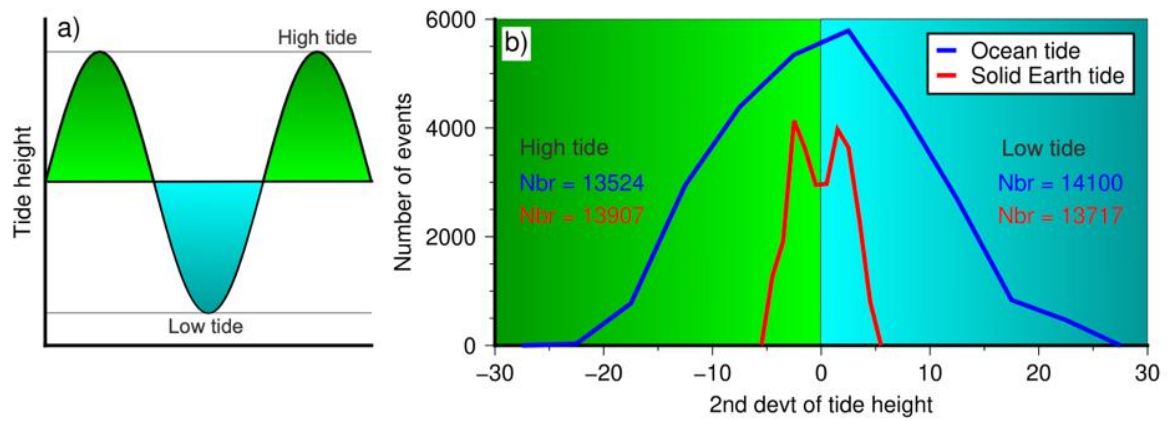 a)
High tide
Tide height
Low tide
b)
6000
4000
2000
0
Number of events
Ocean tide
Solid Earth tide
High tide
Nbr = 13524
Nbr = 13907
Low tide
Nbr = 14100
Nbr = 13717
−30 −20 −10 0 10 20 30
2nd devt of tide height